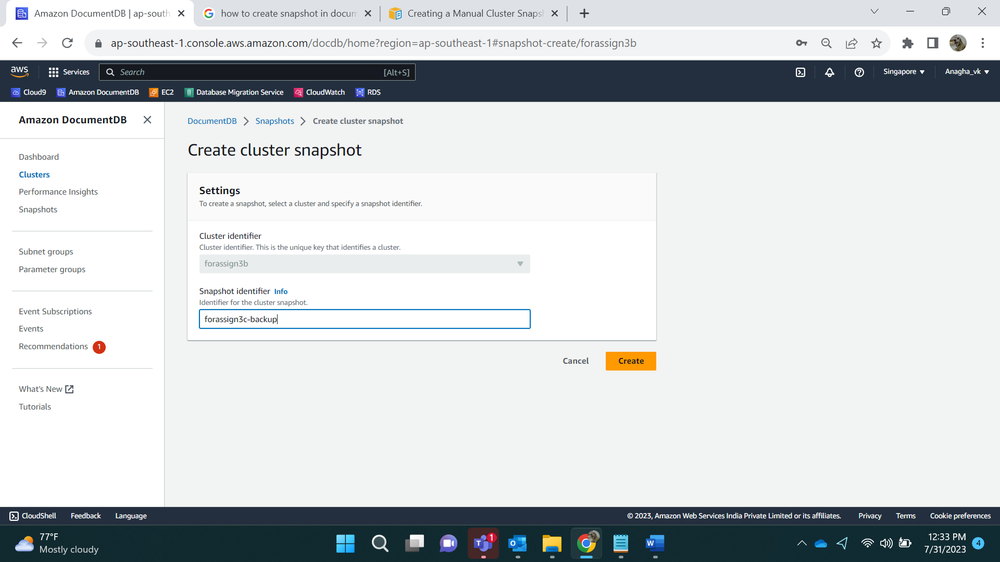 Amazon DocumentDB | ap-south
how to create snapshot in docum
Creating a Manual Cluster Snaps
ap-southeast-1.console.aws.amazon.com/docdb/home?region=ap-southeast-1#snapshot-create/forassign3b
aws
Services
Search
[Alt+S]
Singapore
Anagha_vk
Cloud9
Amazon DocumentDB
EC2
Database Migration Service
CloudWatch
RDS
Amazon DocumentDB
Dashboard
Clusters
Performance Insights
Snapshots
Subnet groups
Parameter groups
Event Subscriptions
Events
Recommendations 1
What's New
Tutorials
DocumentDB > Snapshots > Create cluster snapshot
Create cluster snapshot
Settings
To create a snapshot, select a cluster and specify a snapshot identifier.
Cluster identifier
Cluster identifier. This is the unique key that identifies a cluster.
forassign3b
Snapshot identifier Info
Identifier for the cluster snapshot.
forassign3c-backup
Cancel
Create
CloudShell
Feedback
Language
© 2023, Amazon Web Services India Private Limited or its affiliates.
Privacy
Terms
Cookie preferences
77°F
Mostly cloudy
1
12:33 PM
7/31/2023
4